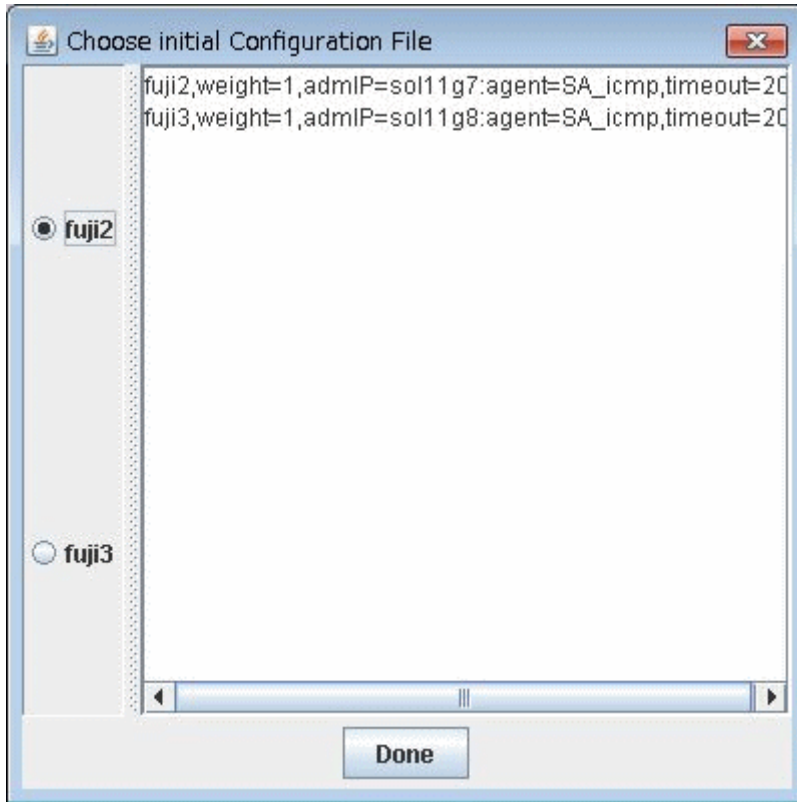 Choose initial Configuration File
fuji2,weight=1,admIP=sol11g7:agent=SA_icmp,timeout=20
fuji3,weight=1,admIP=sol11g8:agent=SA_icmp,timeout=20
fuji2
fuji3
Done